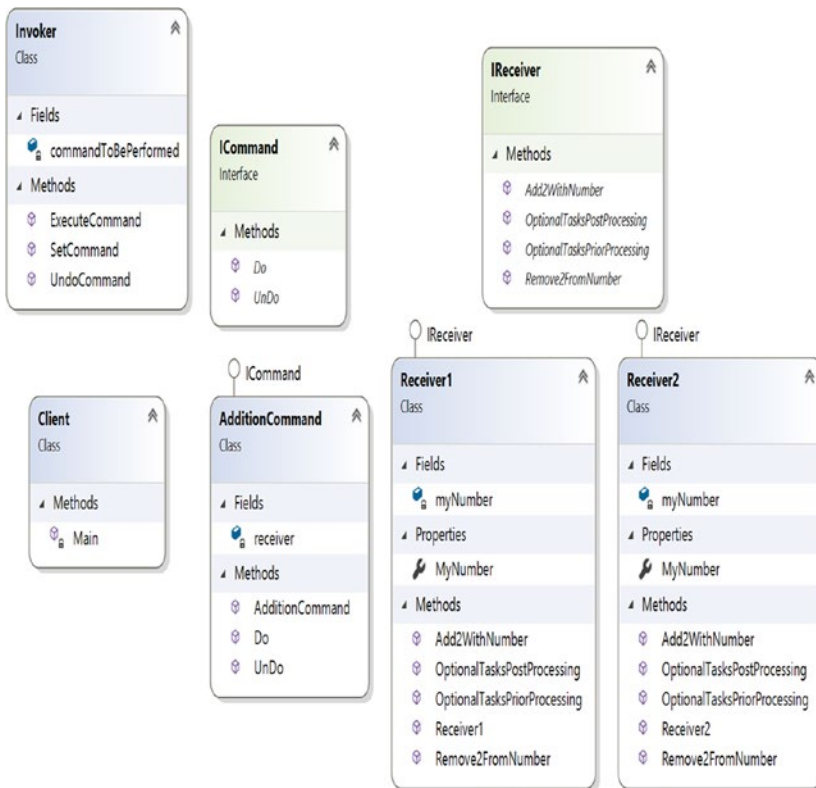 Invoker
Class
Fields
commandToBePerformed
Methods
ExecuteCommand
SetCommand
UndoCommand
ICommand
Interface
Methods
Do
UnDo
IReceiver
Interface
Methods
Add2WithNumber
OptionalTasksPostProcessing
OptionalTasksPriorProcessing
Remove2FromNumber
Client
Class
Methods
Main
ICommand
AdditionCommand
Class
Fields
receiver
Methods
AdditionCommand
Do
UnDo
IReceiver
Receiver1
Class
Fields
myNumber
Properties
MyNumber
Methods
Add2WithNumber
OptionalTasksPostProcessing
OptionalTasksPriorProcessing
Receiver1
Remove2FromNumber
IReceiver
Receiver2
Class
Fields
myNumber
Properties
MyNumber
Methods
Add2WithNumber
OptionalTasksPostProcessing
OptionalTasksPriorProcessing
Receiver2
Remove2FromNumber